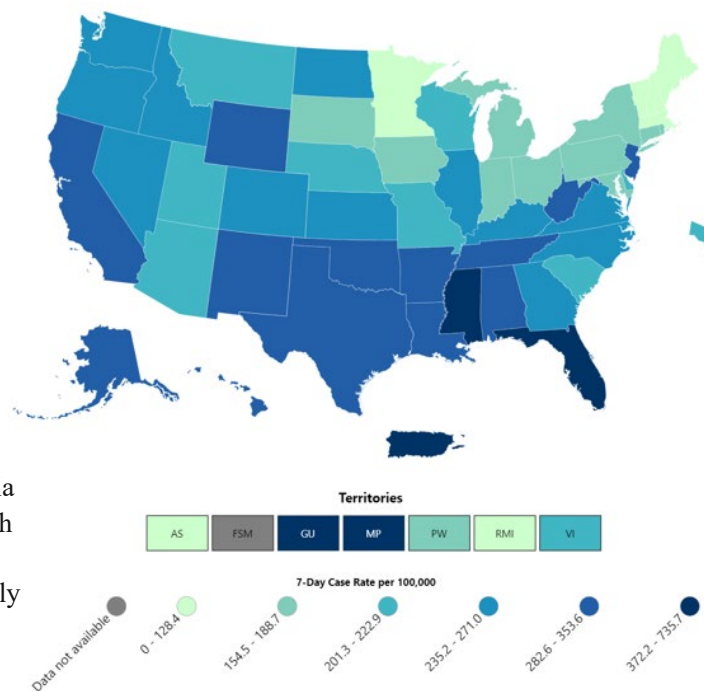 a
h
ly
Territories
AS FSM GU MP PW RMI VI
7-Day Case Rate per 100,000
Data not available
0 - 128.4
154.5 - 188.7
201.3 - 222.9
235.2 - 271.0
282.6 - 353.6
372.2 - 735.7